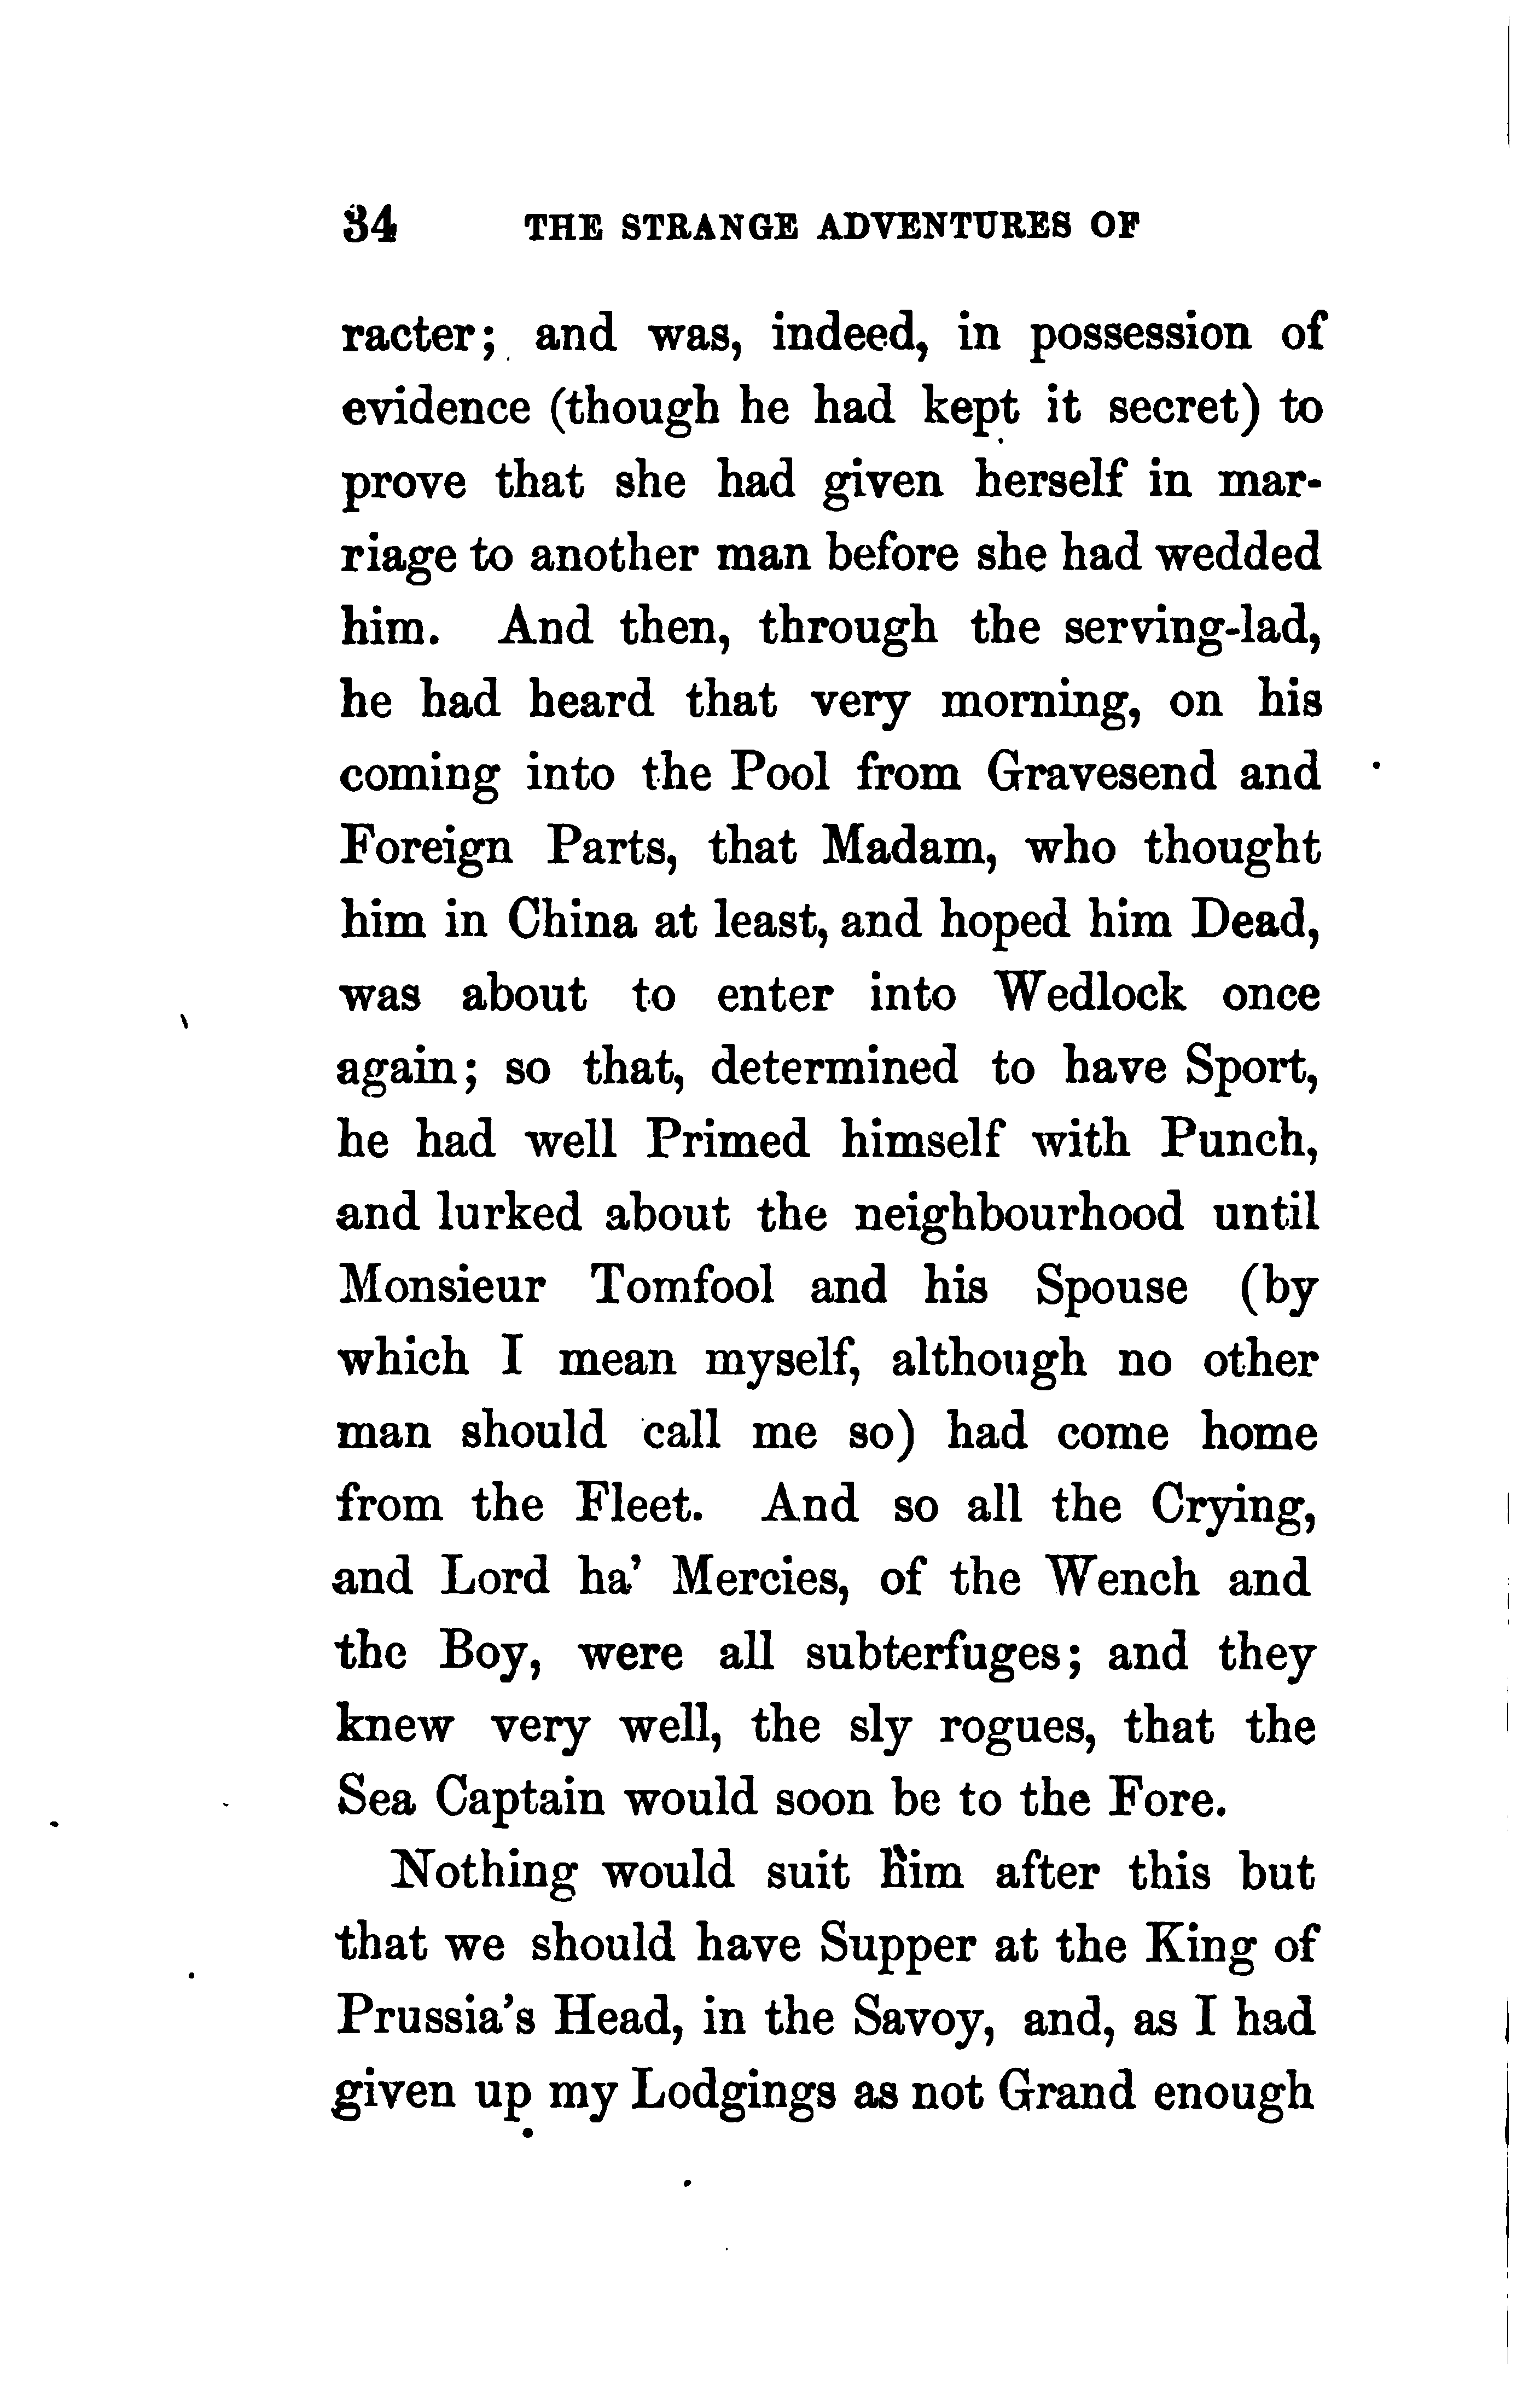 34 THE STRANGE ADVENTURES OF
racter; and was, indeed, in possession of
evidence (though he had kept it secret) to
prove that she had given herself in mar-
riage to another man before she had wedded
him. And then, through the serving-lad,
he had heard that very morning, on his
coming into the Pool from Gravesend and
Foreign Parts, that Madam, who thought
him in China at least, and hoped him Dead,
was about to enter into Wedlock once
again; so that, determined to have Sport,
he had well Primed himself with Punch,
and lurked about the neighbourhood until
Monsieur Tomfool and his Spouse (by
which I mean myself, although no other
man should call me so) had come home
from the Fleet. And so all the Crying,
and Lord ha' Mercies, of the Wench and
the Boy, were all subterfuges; and they
knew very well, the sly rogues, that the
Sea Captain would soon be to the Fore.
Nothing would suit him after this but
that we should have Supper at the King of
Prussia's Head, in the Savoy, and, as I had
given up my Lodgings as not Grand enough